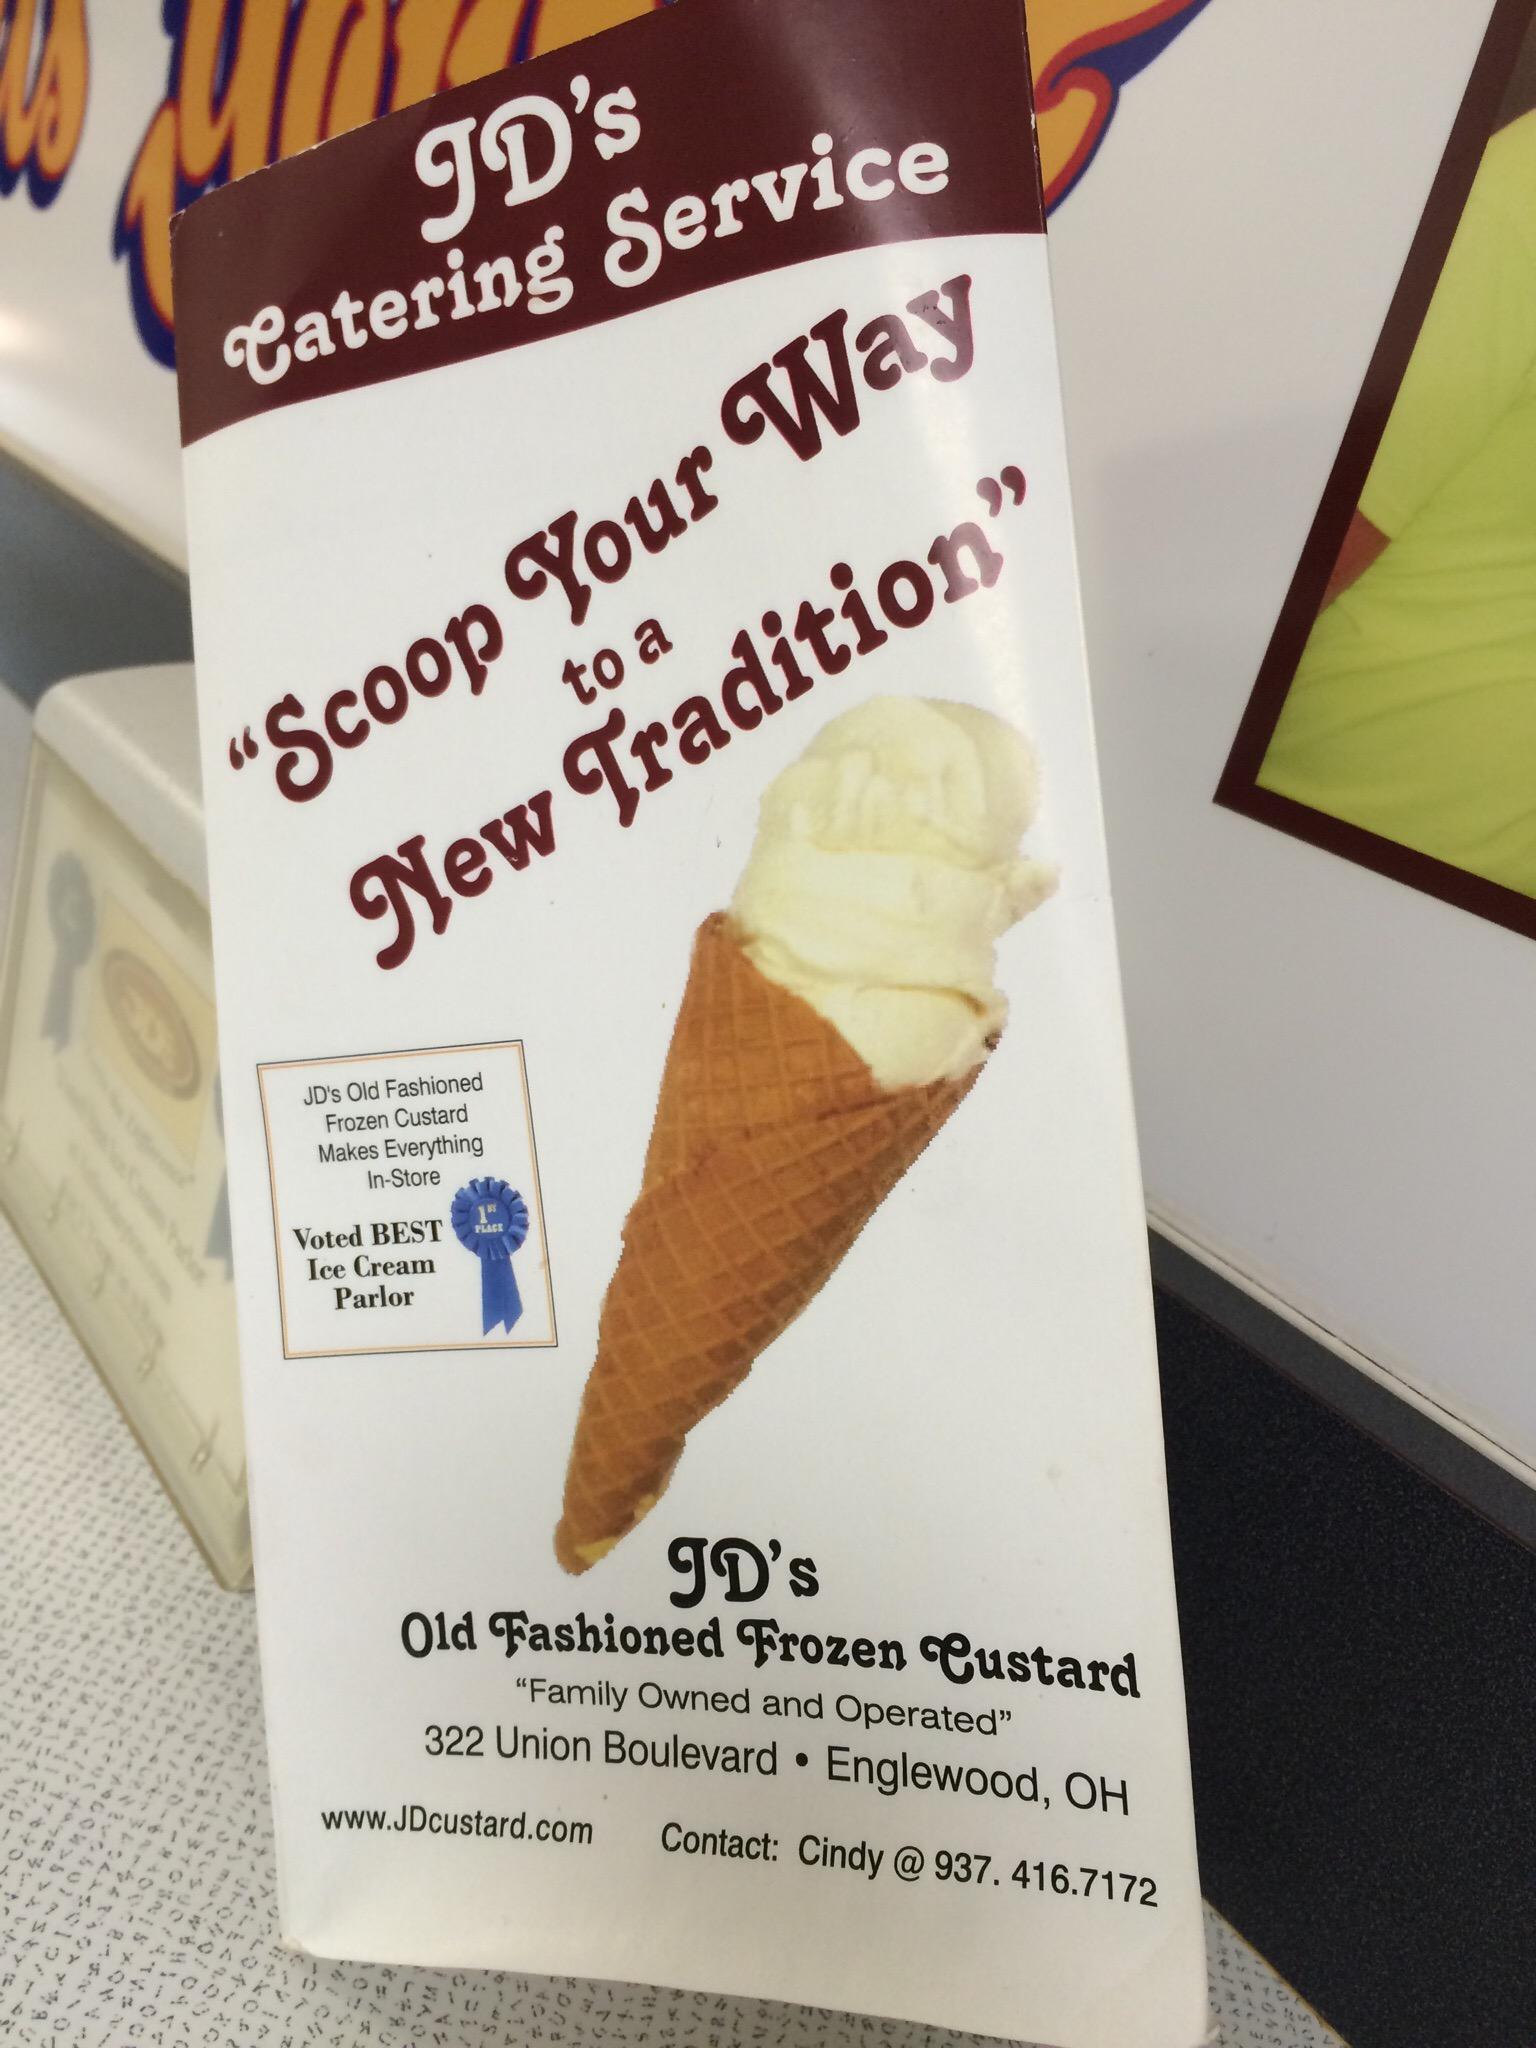 JD's
Catering Service
"Scoop Your Way
to a
New Tradition"
JD's Old Fashioned
Frozen Custard
Makes Everything
In-Store
Voted BEST
Ice Cream
Parlor
1ST
PLACE
JD's
Old Fashioned Frozen Custard
"Family Owned and Operated"
322 Union Boulevard • Englewood, OH
www.JDcustard.com Contact: Cindy @ 937. 416.7172